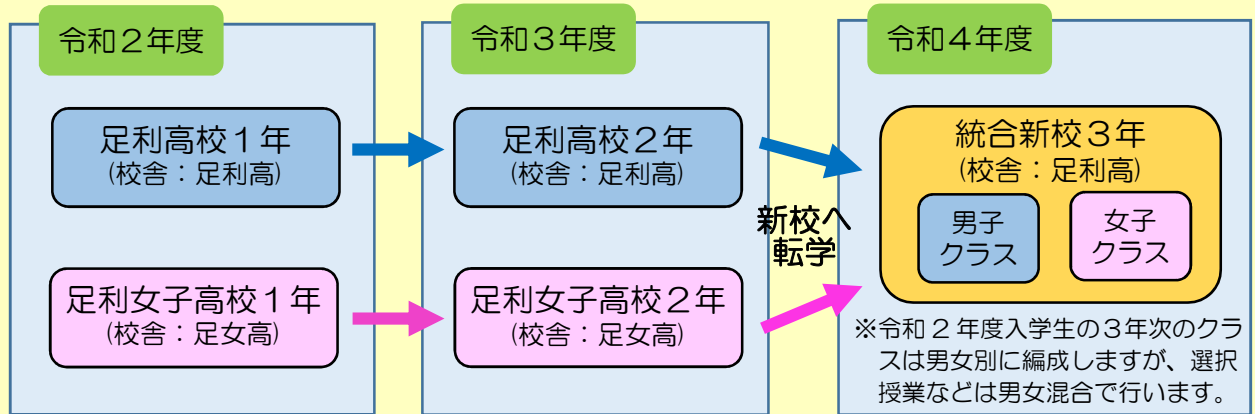 令和２年度
足利高校１年
(校舎：足利高)
足利女子高校１年
(校舎：足女高)
令和３年度
足利高校２年
(校舎：足利高)
足利女子高校２年
(校舎：足女高)
新校へ
転学
令和４年度
統合新校３年
(校舎：足利高)
男子
クラス
女子
クラス
※令和 2 年度入学生の３年次のクラ
スは男女別に編成しますが、選択
授業などは男女混合で行います。